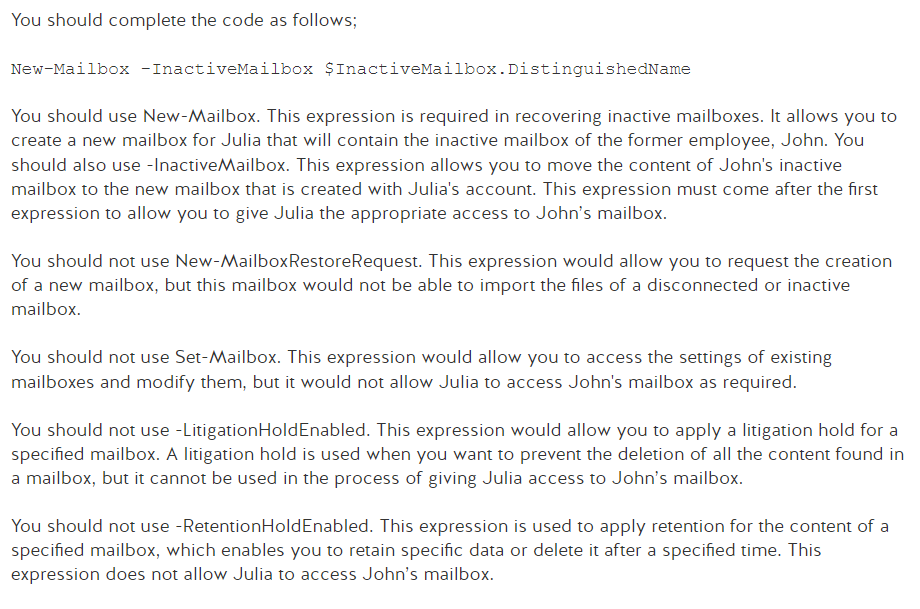 You should complete the code as follows;
New-Mailbox -InactiveMailbox $InactiveMailbox.DistinguishedName
You should use New-Mailbox. This expression is required in recovering inactive mailboxes. It allows you to
create a new mailbox for Julia that will contain the inactive mailbox of the former employee, John. You
should also use -InactiveMailbox. This expression allows you to move the content of John's inactive
mailbox to the new mailbox that is created with Julia's account. This expression must come after the first
expression to allow you to give Julia the appropriate access to John’s mailbox.
You should not use New-MailboxRestoreRequest. This expression would allow you to request the creation
of a new mailbox, but this mailbox would not be able to import the files of a disconnected or inactive
mailbox.
You should not use Set-Mailbox. This expression would allow you to access the settings of existing
mailboxes and modify them, but it would not allow Julia to access John's mailbox as required.
You should not use -LitigationHoldEnabled. This expression would allow you to apply a litigation hold for a
specified mailbox. A litigation hold is used when you want to prevent the deletion of all the content found in
a mailbox, but it cannot be used in the process of giving Julia access to John’s mailbox.
You should not use -RetentionHoldEnabled. This expression is used to apply retention for the content of a
specified mailbox, which enables you to retain specific data or delete it after a specified time. This
expression does not allow Julia to access John’s mailbox.